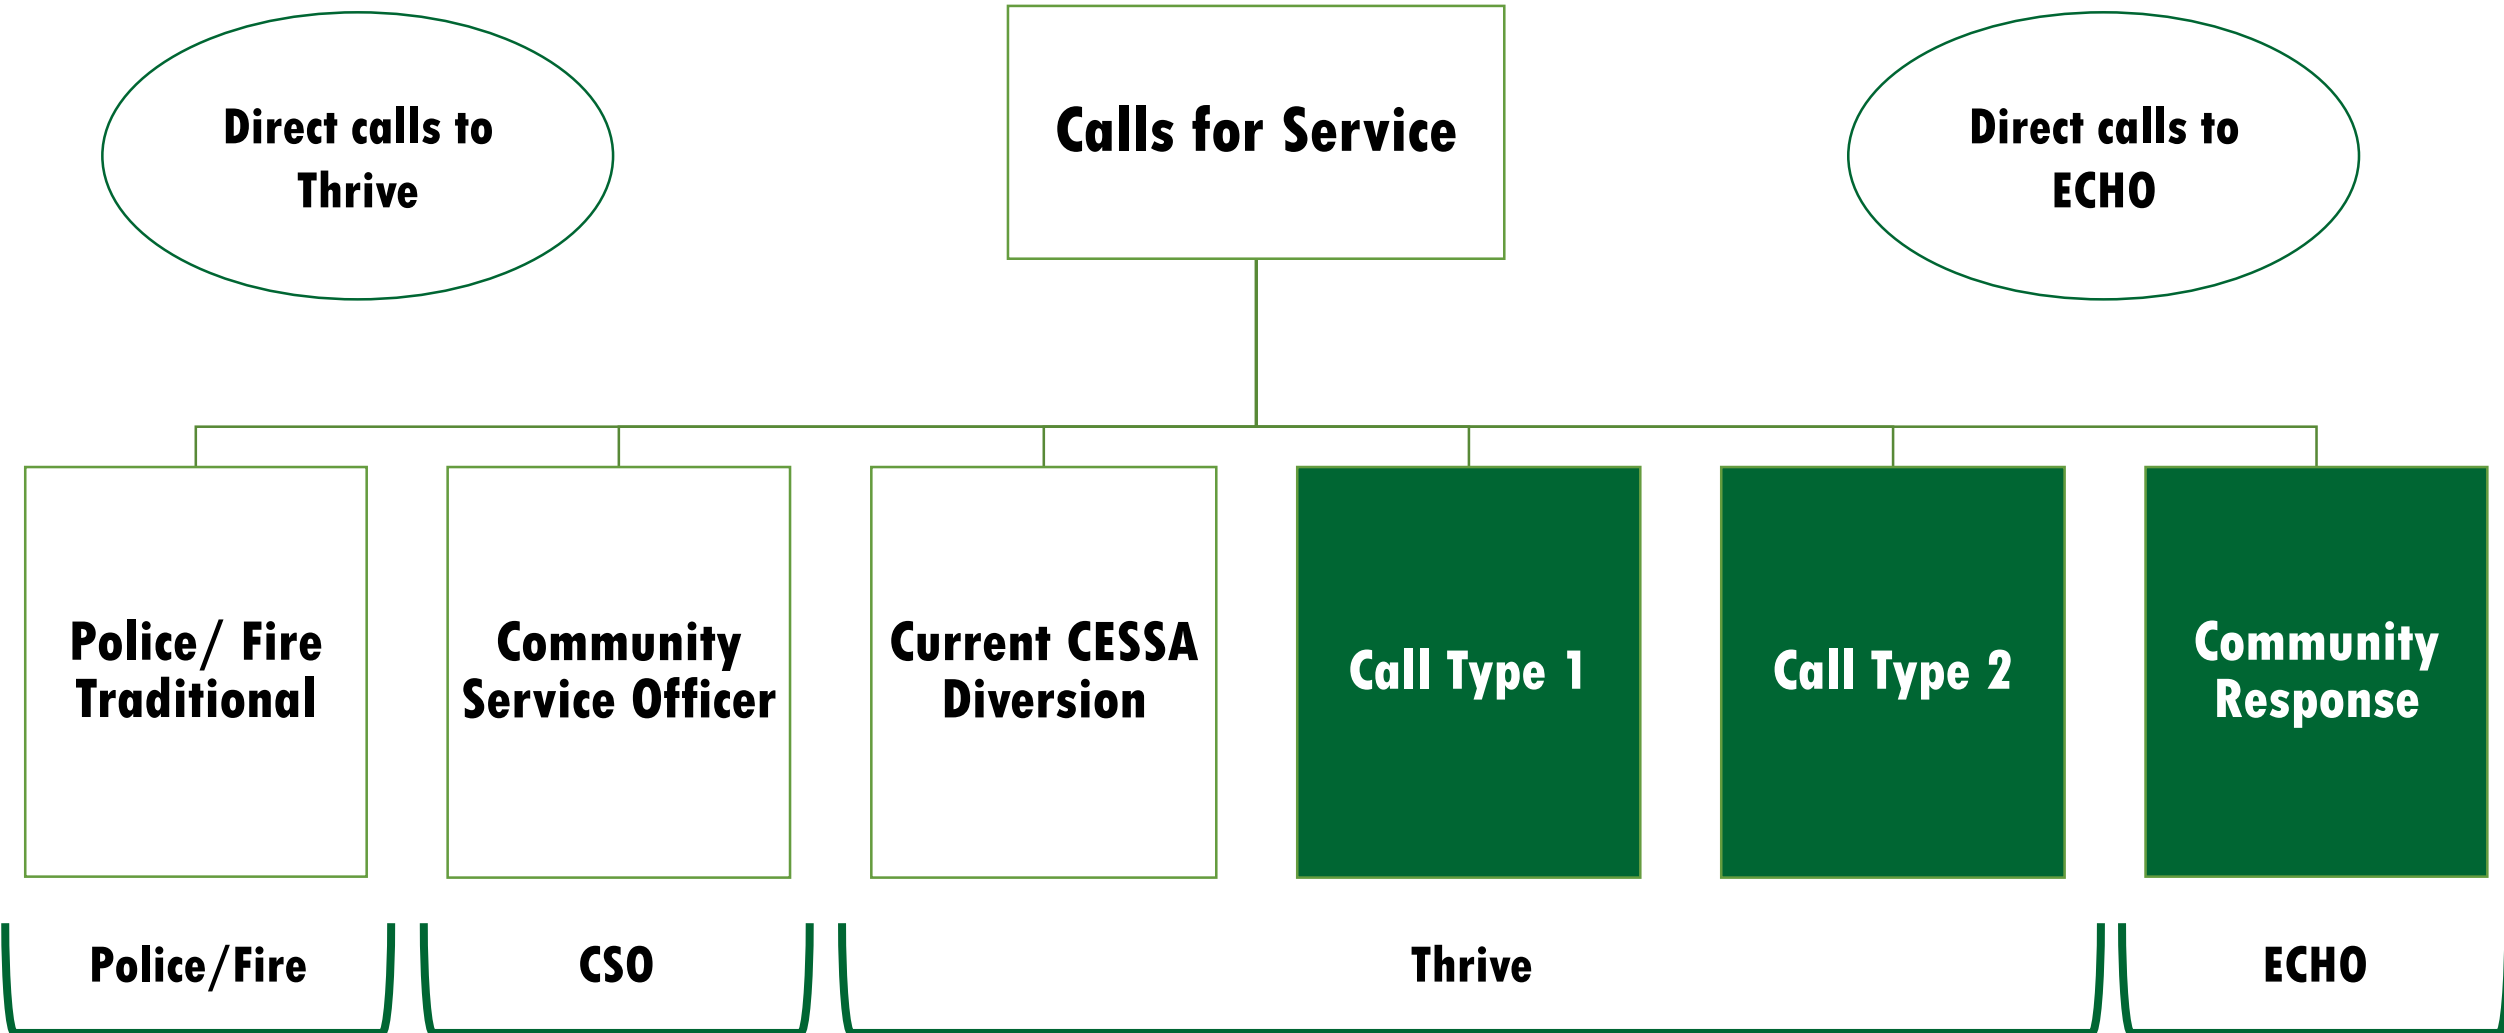 Direct calls to
Thrive
Calls for Service
Direct calls to
ECHO
Police/ Fire
Traditional
Community
Service Officer
Current CESSA
Diversion
Call Type 1
Call Type 2
Community
Response
Police/Fire
CSO
Thrive
ECHO